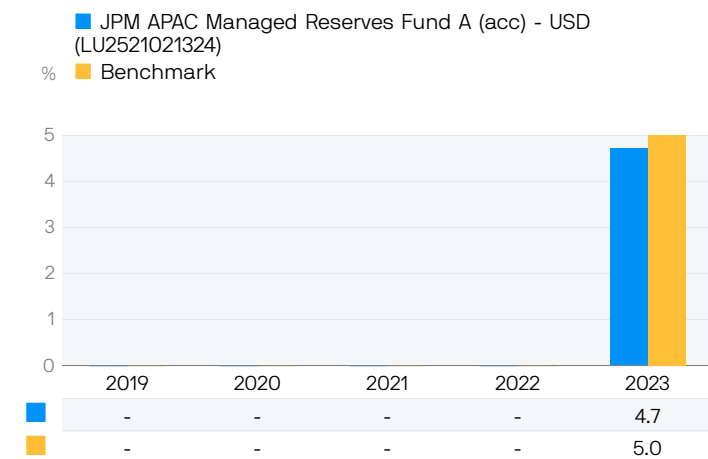 JPM APAC Managed Reserves Fund A (acc) - USD
(LU2521021324)
% Benchmark
5
4
3
2
1
0
2019 2020 2021 2022 2023
- - - - 4.7
- - - - 5.0